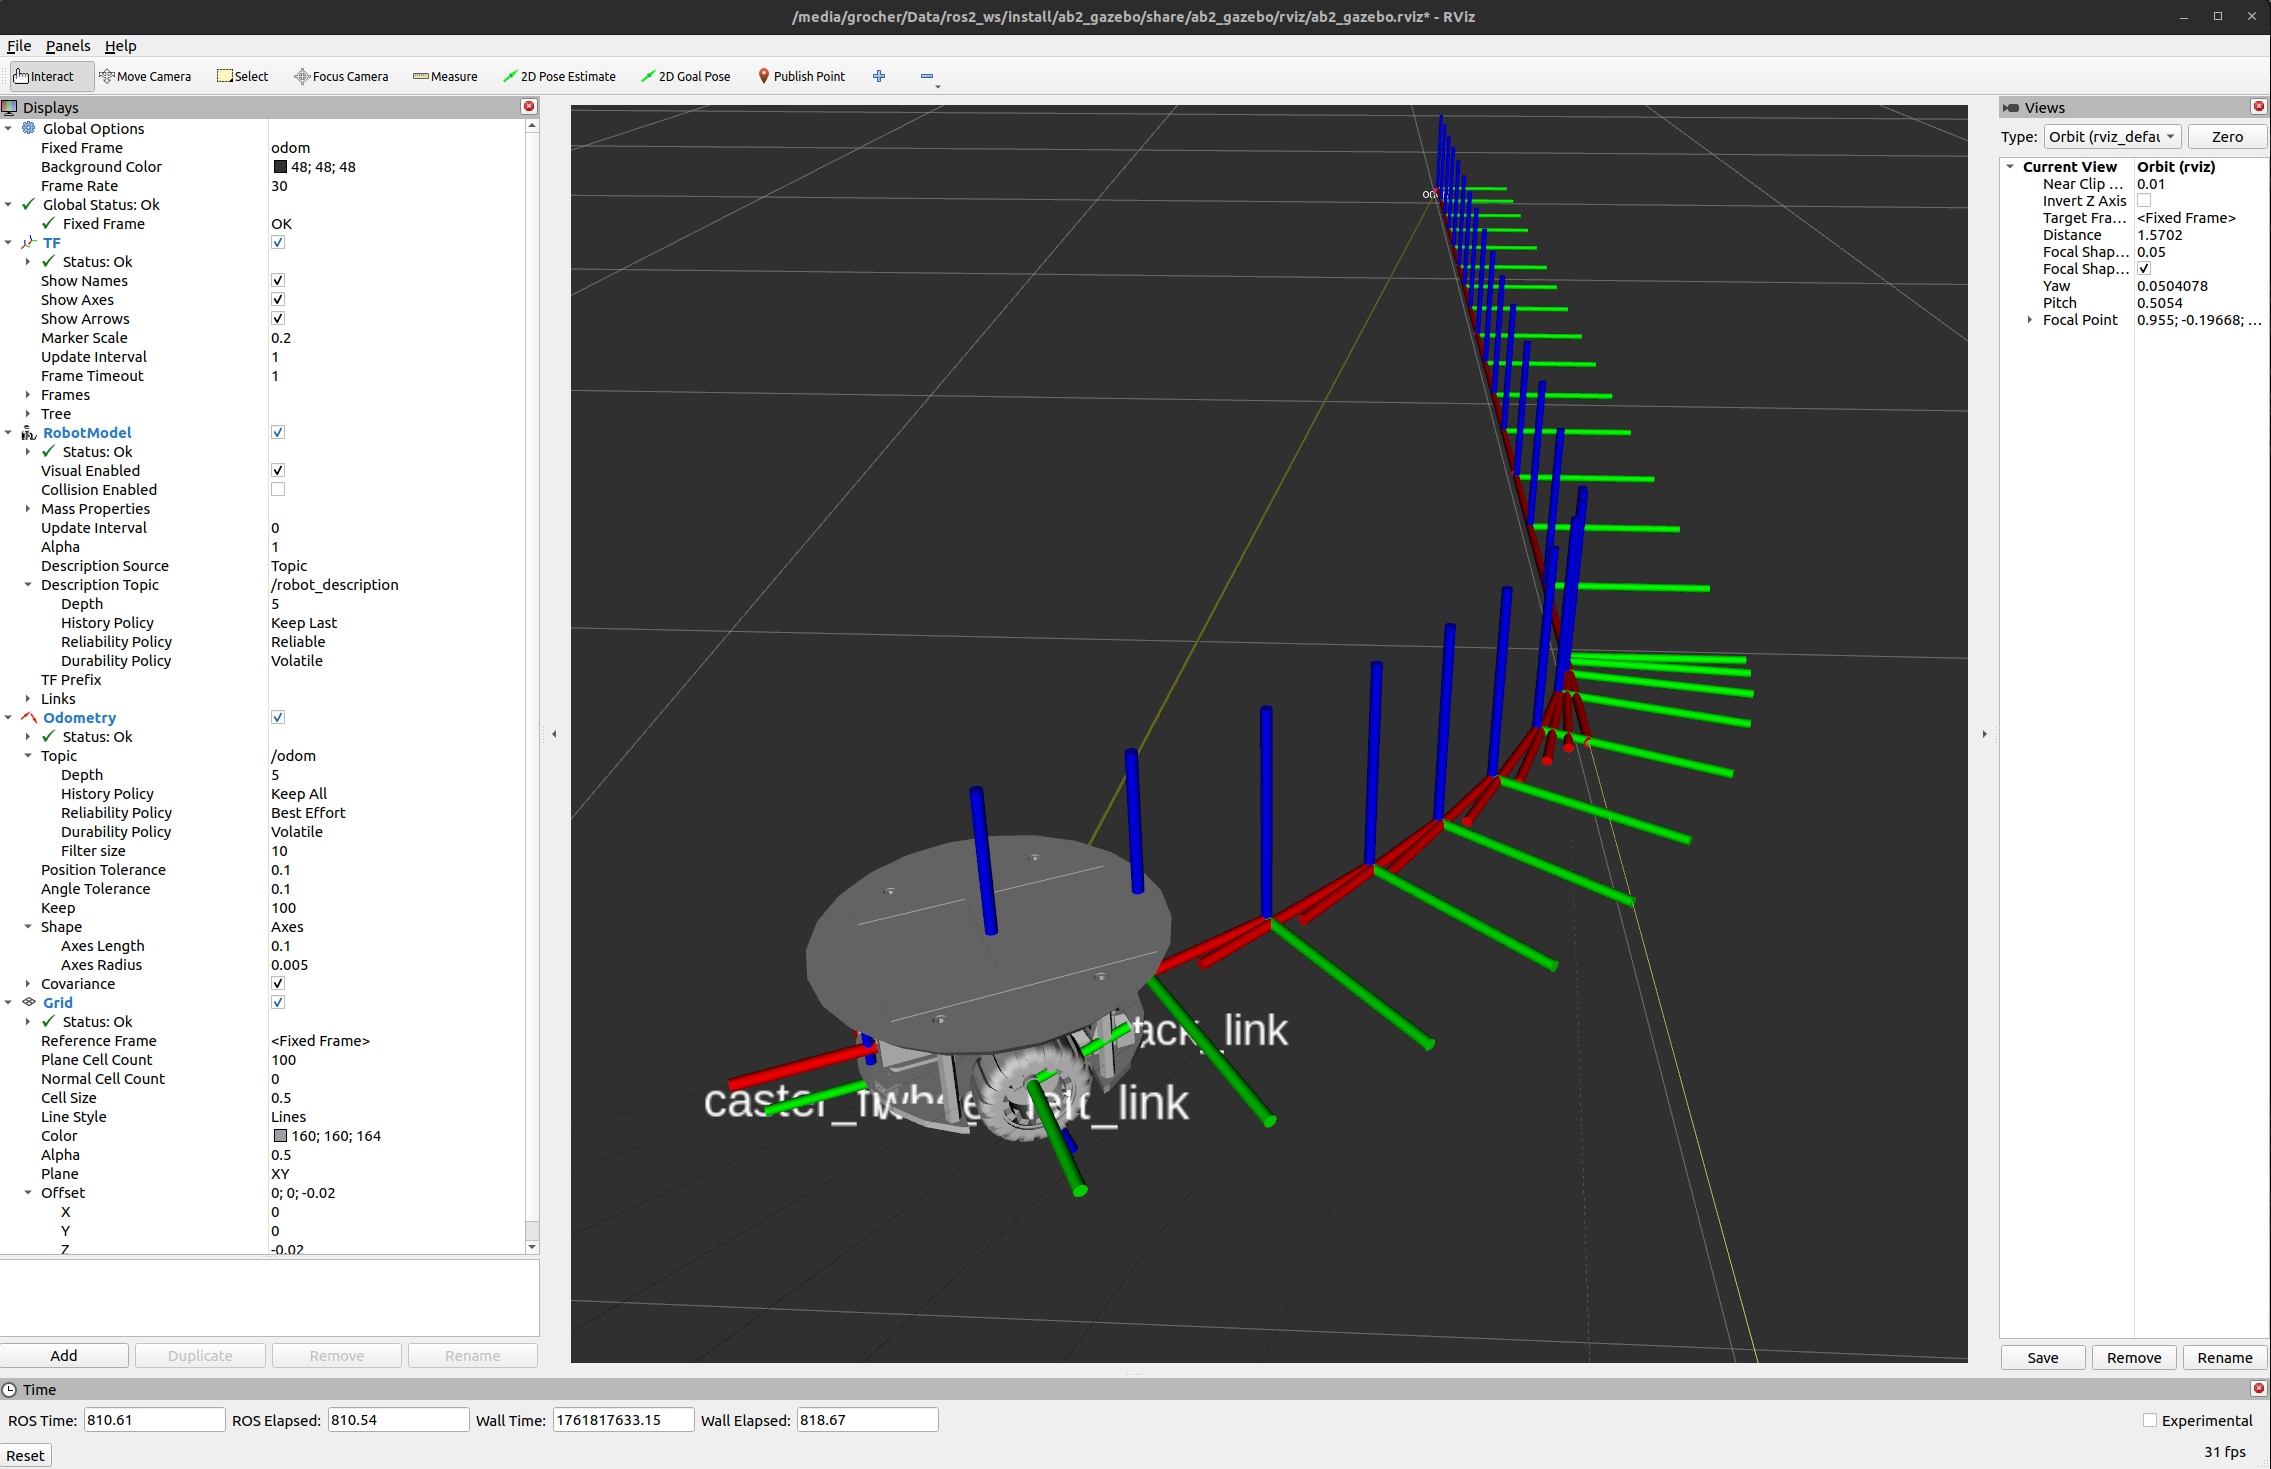 /media/grocher/Data/ros2_ws/install/ab2_gazebo/share/ab2_gazebo/rviz/ab2_gazebo.rviz* - RViz
File Panels Help
Interact Move Camera Select Focus Camera Measure 2D Pose Estimate 2D Goal Pose Publish Point
Displays
Global Options
Fixed Frame odom
Background Color 48; 48; 48
Frame Rate 30
Global Status: Ok
Fixed Frame OK
TF
Status: Ok
Show Names
Show Axes
Show Arrows
Marker Scale 0.2
Update Interval 1
Frame Timeout 1
Frames
Tree
RobotModel
Status: Ok
Visual Enabled
Collision Enabled
Mass Properties
Update Interval 0
Alpha 1
Description Source Topic
Description Topic /robot_description
Depth 5
History Policy Keep Last
Reliability Policy Reliable
Durability Policy Volatile
TF Prefix
Links
Odometry
Status: Ok
Topic /odom
Depth 5
History Policy Keep All
Reliability Policy Best Effort
Durability Policy Volatile
Filter size 10
Position Tolerance 0.1
Angle Tolerance 0.1
Keep 100
Shape Axes
Axes Length 0.1
Axes Radius 0.005
Covariance
Grid
Status: Ok
Reference Frame <Fixed Frame>
Plane Cell Count 100
Normal Cell Count 0
Cell Size 0.5
Line Style Lines
Color 160; 160; 164
Alpha 0.5
Plane XY
Offset 0; 0; -0.02
X 0
Y 0
Z -0.02
Add Duplicate Remove Rename
_link
_link
Views
Type: Orbit (rviz_defau Zero
Current View Orbit (rviz)
Near Clip ... 0.01
Invert Z Axis
Target Fra... <Fixed Frame>
Distance 1.5702
Focal Shap... 0.05
Focal Shap...
Yaw 0.0504078
Pitch 0.5054
Focal Point 0.955; -0.19668; ...
Save Remove Rename
Time
ROS Time: 810.61 ROS Elapsed: 810.54 Wall Time: 1761817633.15 Wall Elapsed: 818.67 Experimental
Reset 31 fps